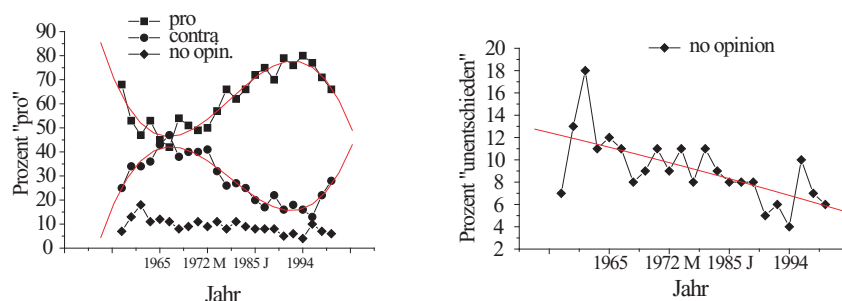 pro
contra
no opin.
90
80
70
60
50
40
30
20
10
0
Prozent "pro"
1965 1972 M 1985 J 1994
Jahr
no opinion
20
18
16
14
12
10
8
6
4
2
Prozent "unentschieden"
1965 1972 M 1985 J 1994
Jahr